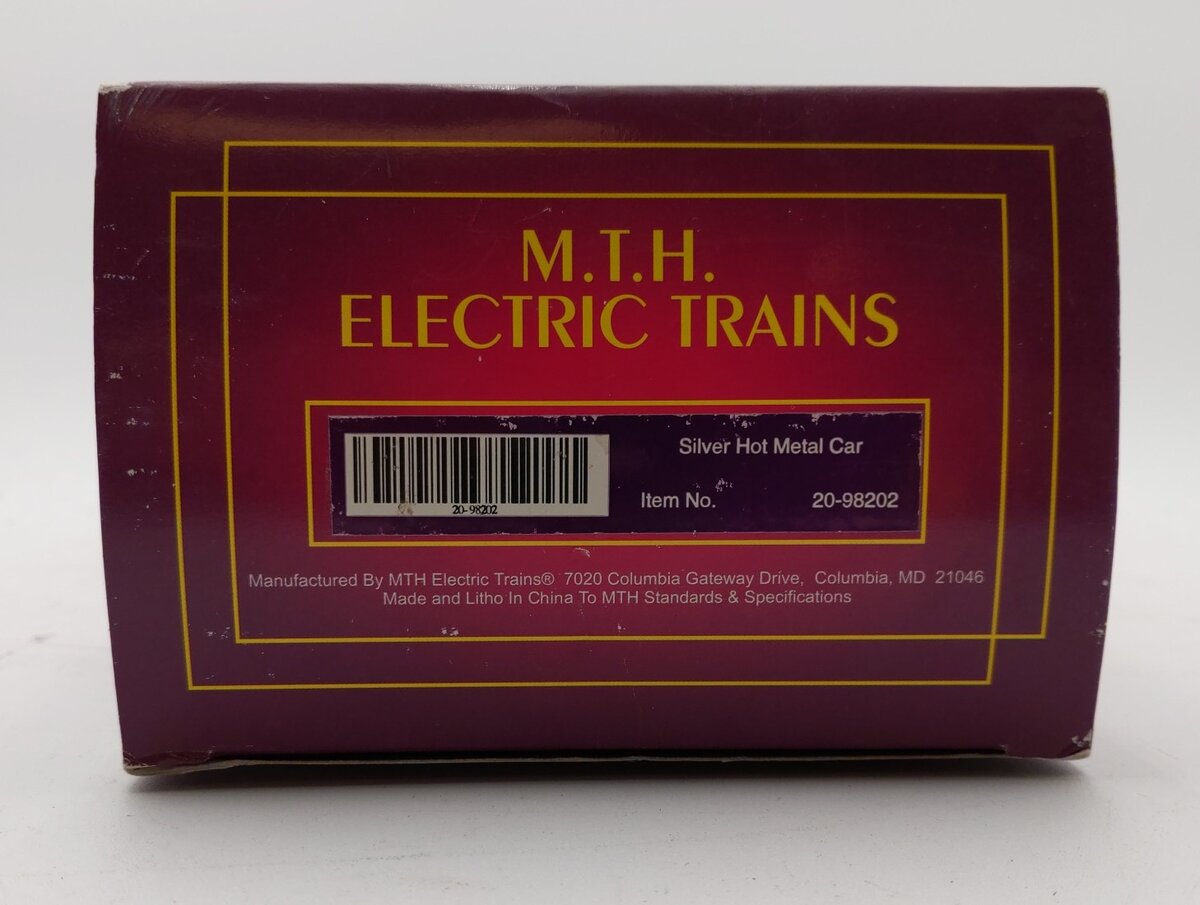 M.T.H.
ELECTRIC TRAINS
Silver Hot Metal Car
Item No. 20-98202
20-98202
Manufactured By MTH Electric Trains® 7020 Columbia Gateway Drive, Columbia, MD 21046
Made and Litho In China To MTH Standards & Specifications